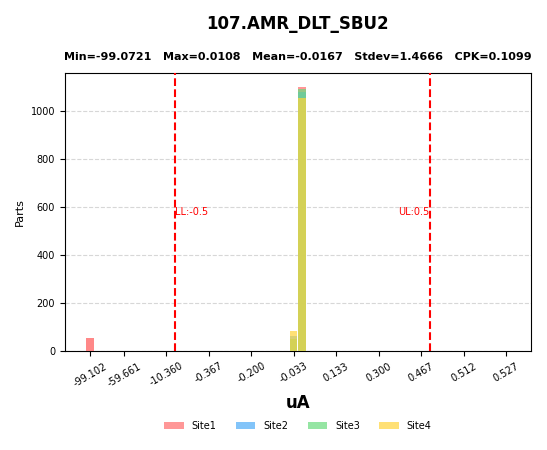 107.AMR_DLT_SBU2
Min=-99.0721 Max=0.0108 Mean=-0.0167 Stdev=1.4666 CPK=0.1099
Parts
1000
800
600
400
200
0
LL:-0.5
UL:0.5
-99.102 -59.661 -10.360 -0.367 -0.200 -0.033 0.133 0.300 0.467 0.512 0.527
uA
Site1 Site2 Site3 Site4